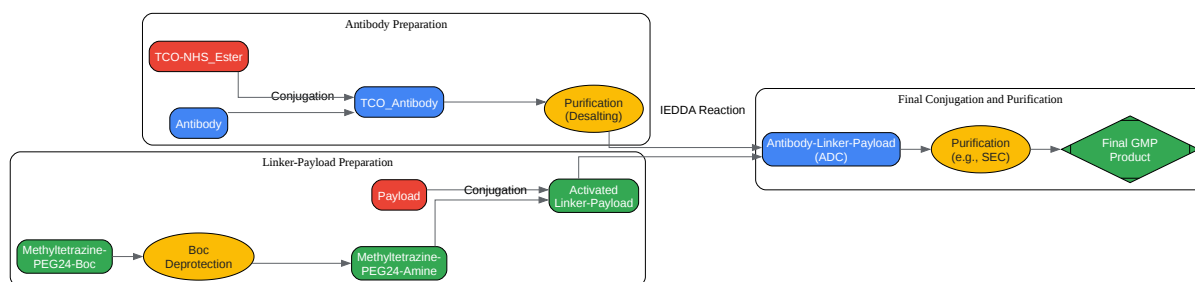 Antibody Preparation
TCO-NHS_Ester
Conjugation
TCO_Antibody
Antibody
Purification
(Desalting)
IEDDA Reaction
Linker-Payload Preparation
Payload
Conjugation
Activated
Linker-Payload
Methyltetrazine-
PEG24-Boc
Boc
Deprotection
Methyltetrazine-
PEG24-Amine
Final Conjugation and Purification
Antibody-Linker-Payload
(ADC)
Purification
(e.g., SEC)
Final GMP
Product